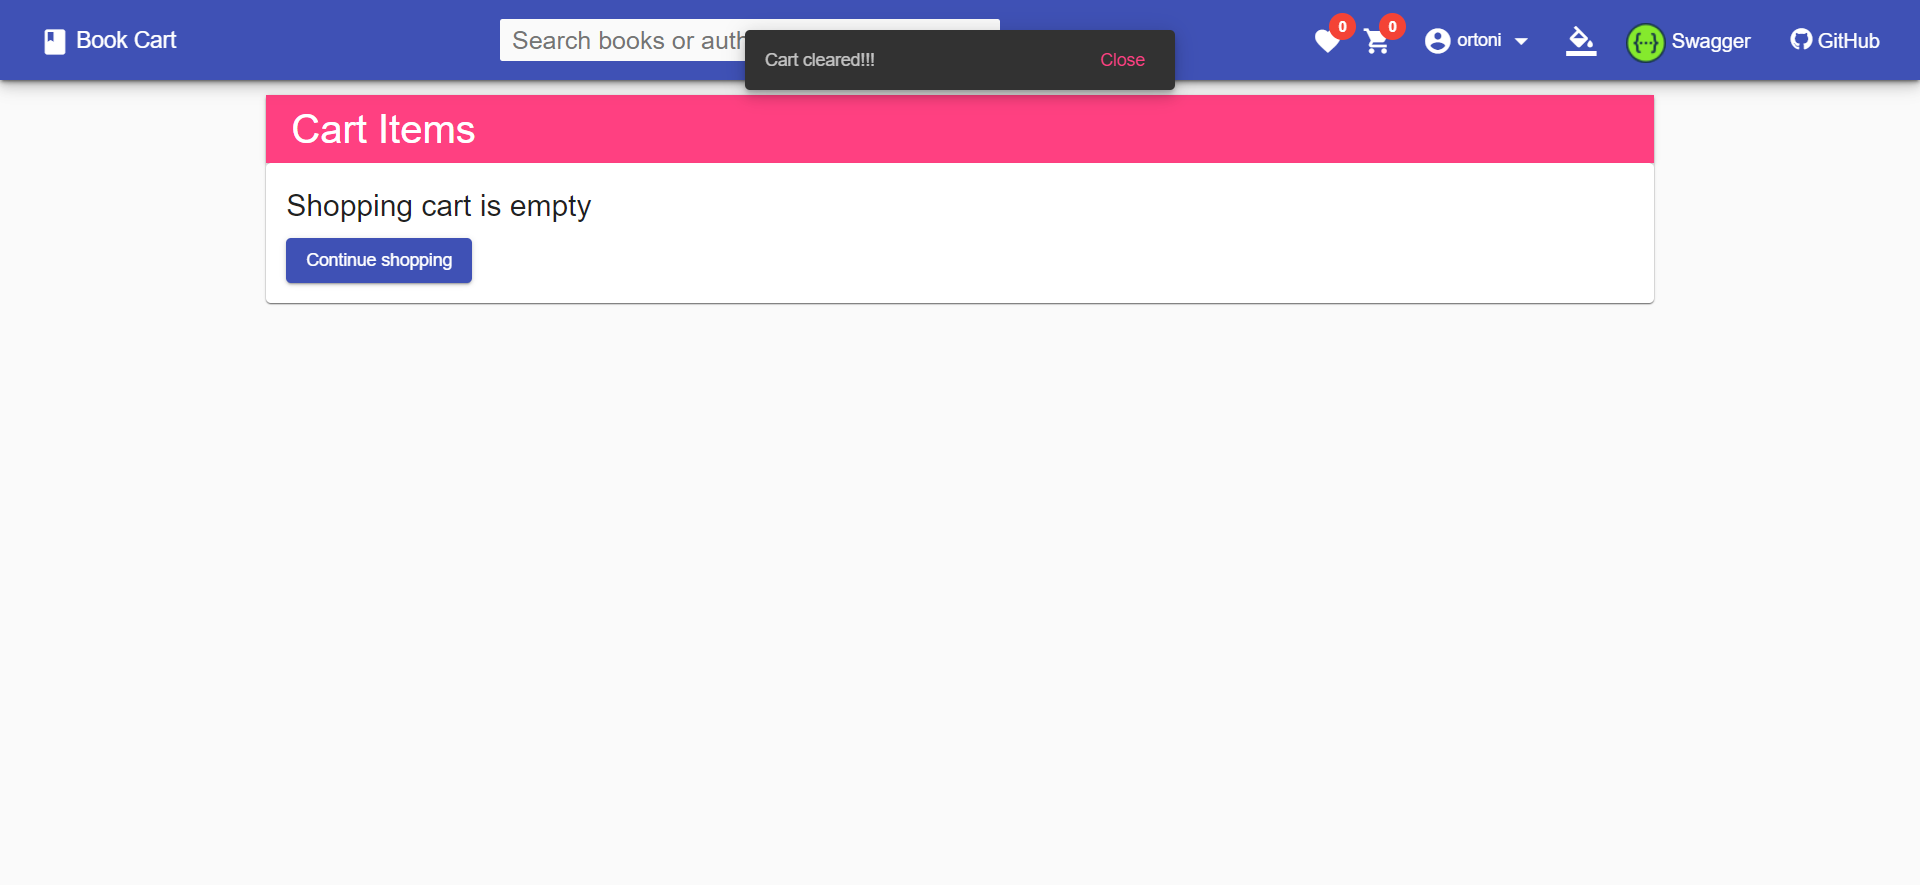 Book Cart
Search books or auth
Cart cleared!!!
Close
0
0
ortoni
{...}
Swagger
GitHub
Cart Items
Shopping cart is empty
Continue shopping